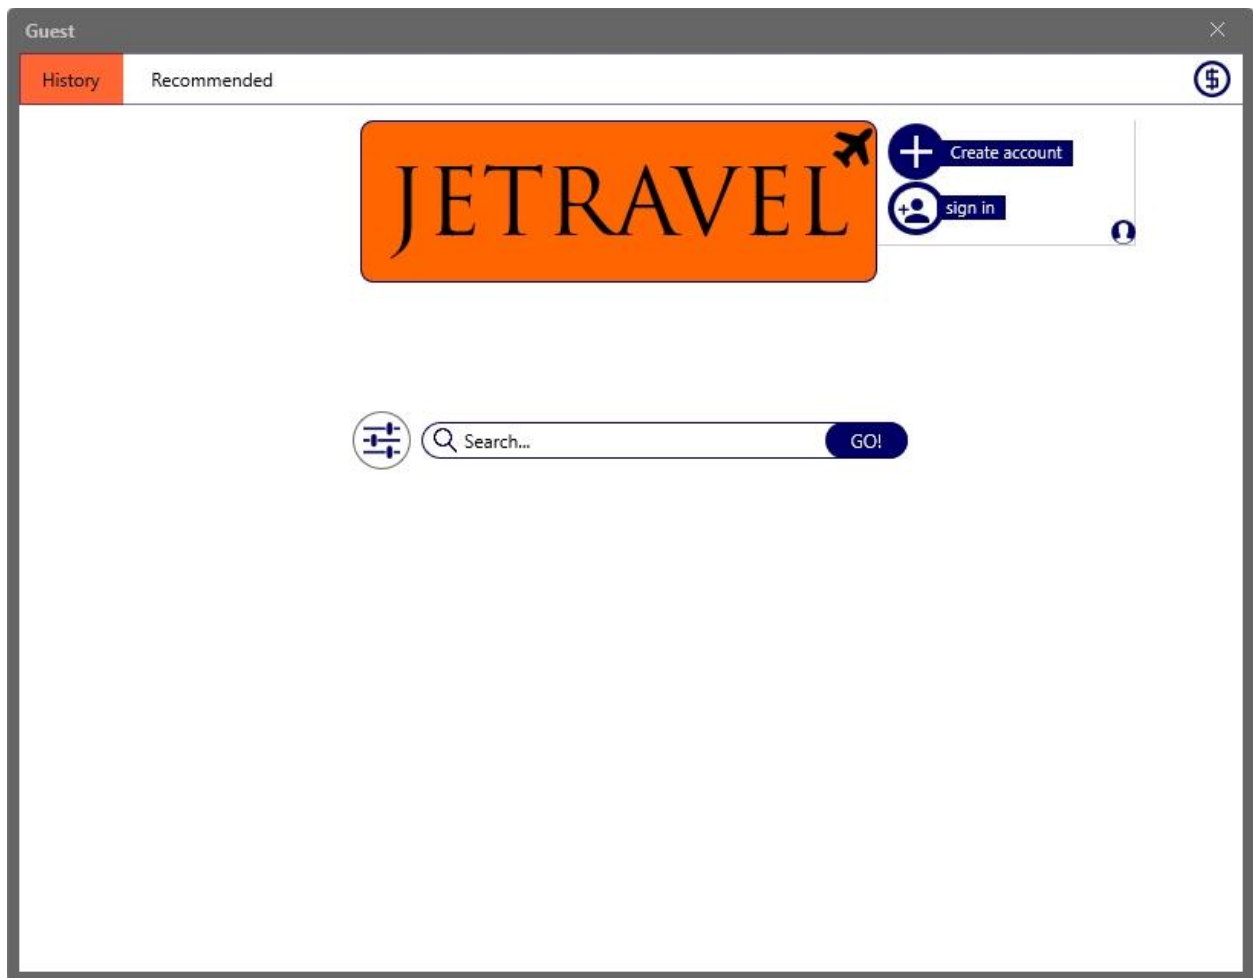 Guest
History Recommended
JETRAVEL
Create account
sign in
Search... GO!